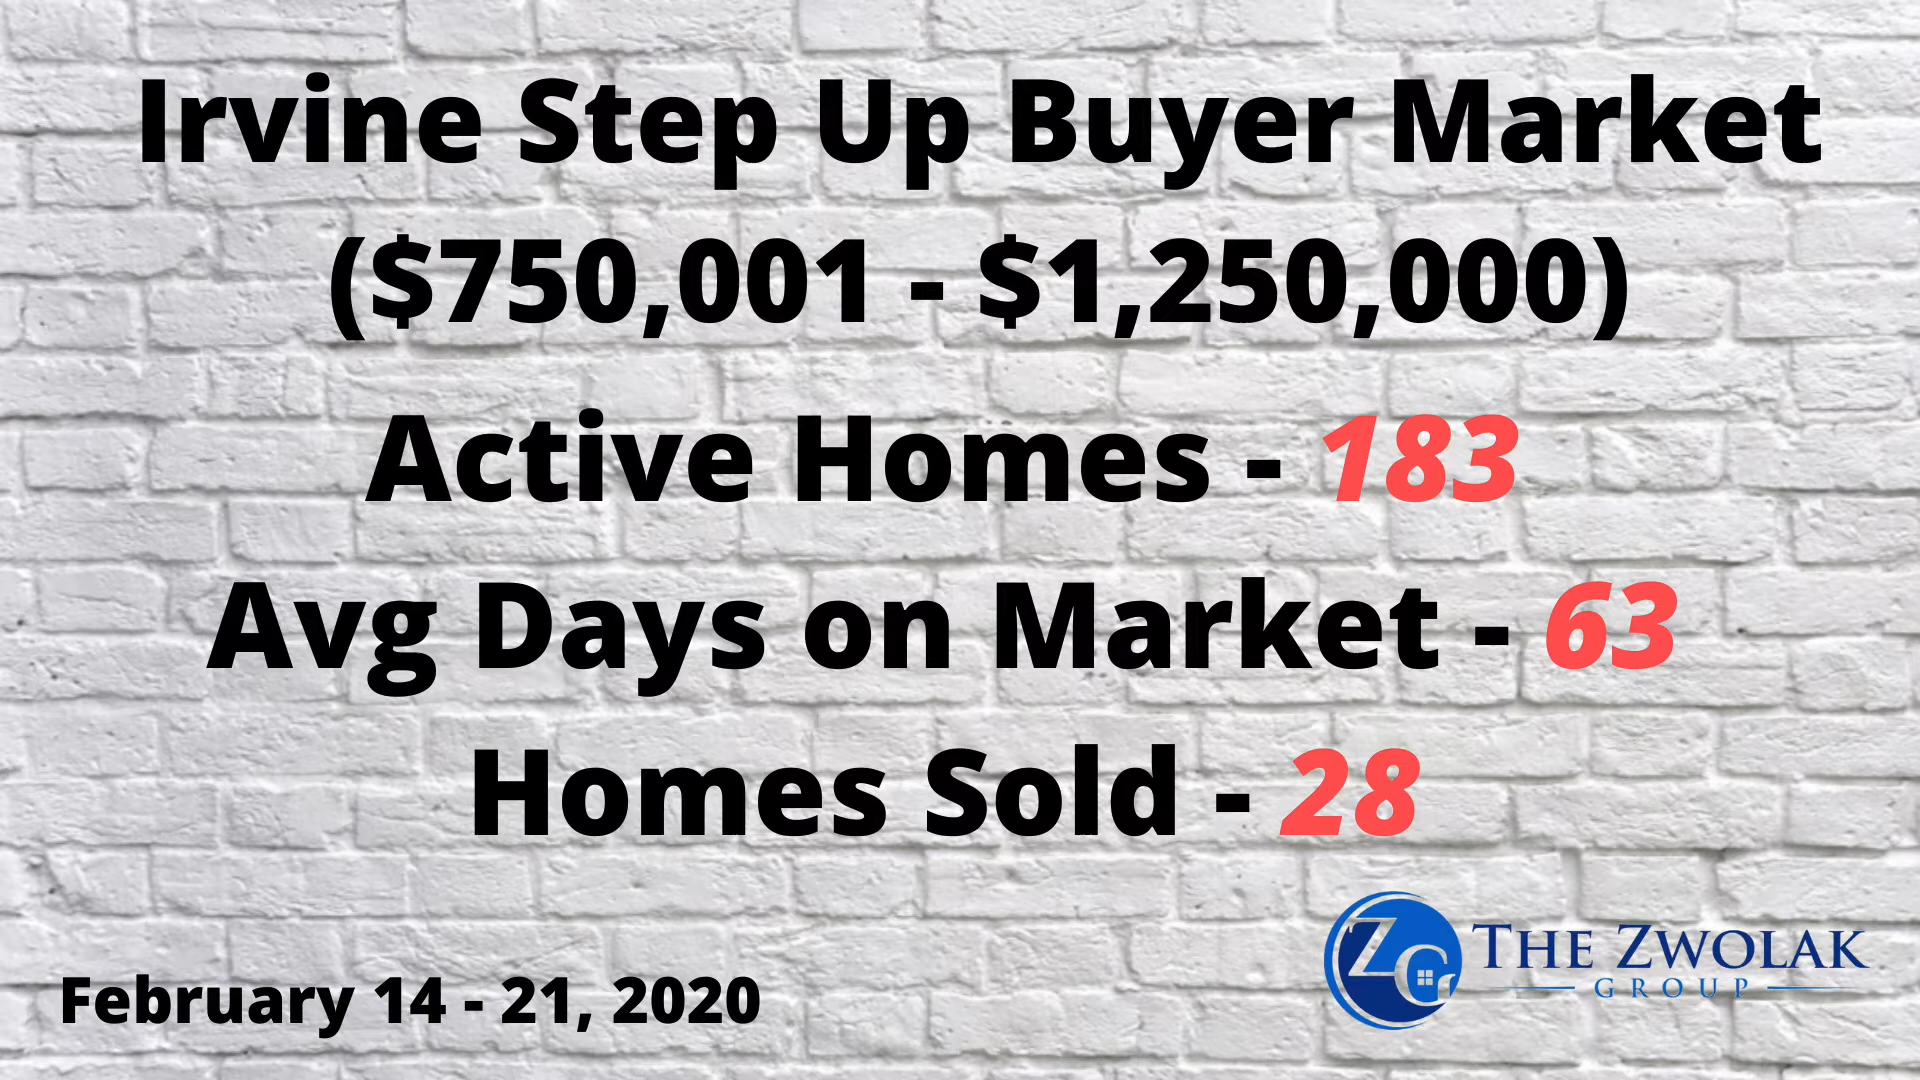 Irvine Step Up Buyer Market
($750,001 - $1,250,000)
Active Homes - 183
Avg Days on Market - 63
Homes Sold - 28
February 14 - 21, 2020
ZG THE ZWOLAK
GROUP